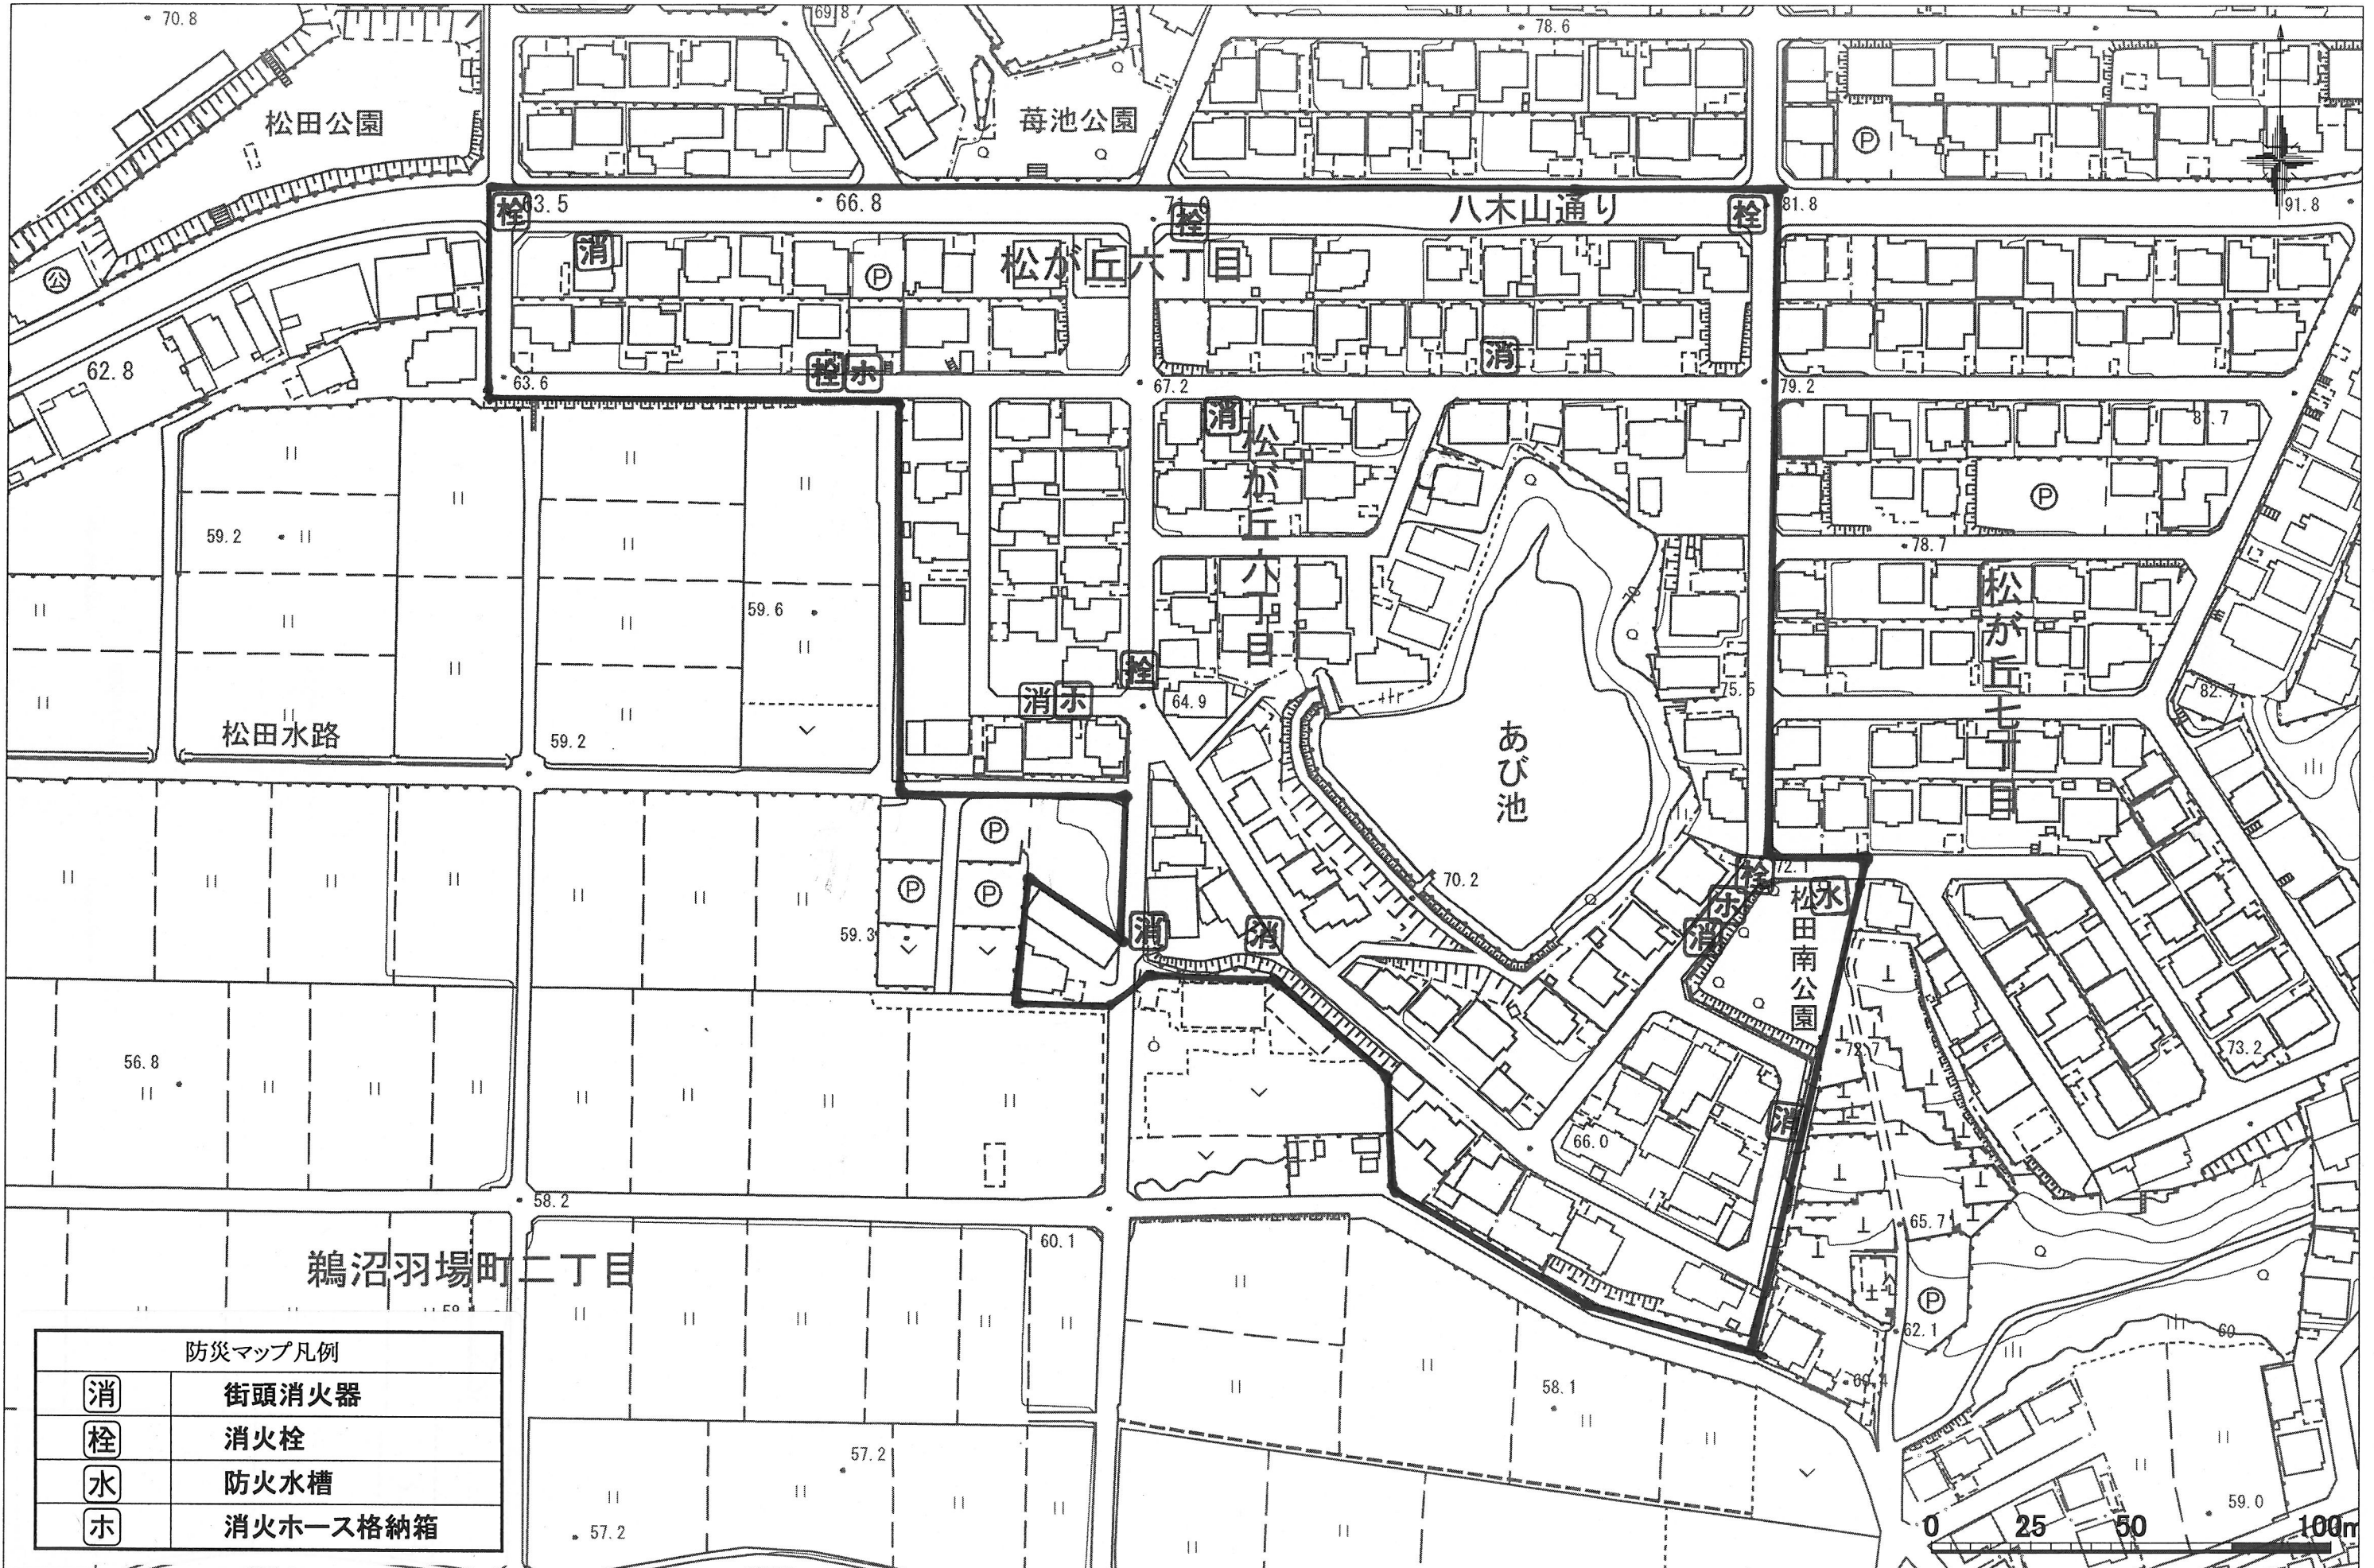 70.8
69.8
78.6
松田公園
苺池公園
P
栓
63.5
66.8
71.0
栓
八木山通り
栓
81.8
91.8
公
消
P
松が丘六丁目
62.8
63.6
栓 ホ
67.2
消
79.2
消
松が丘六丁目
81.7
P
59.2
78.7
松が丘七丁目
59.6
70
栓
消 ホ
64.9
75.5
82.7
松田水路
59.2
あび池
P
P
P
70.2
栓
72.1
ホ
水
消
松田南公園
59.3
消
消
56.8
72.7
73.2
消
66.0
58.2
65.7
60.1
鵜沼羽場町二丁目
P
62.1
60
58.1
60.4
57.2
57.2
59.0
防災マップ凡例
消 街頭消火器
栓 消火栓
水 防火水槽
ホ 消火ホース格納箱
0 25 50 100m